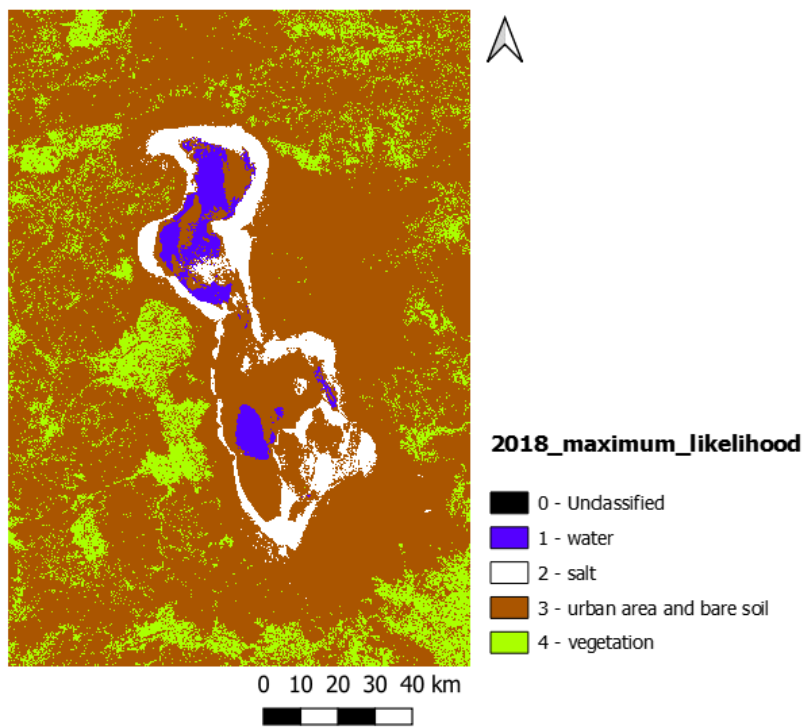 2018_maximum_likelihood
0 - Unclassified
1 - water
2 - salt
3 - urban area and bare soil
4 - vegetation
0 10 20 30 40 km